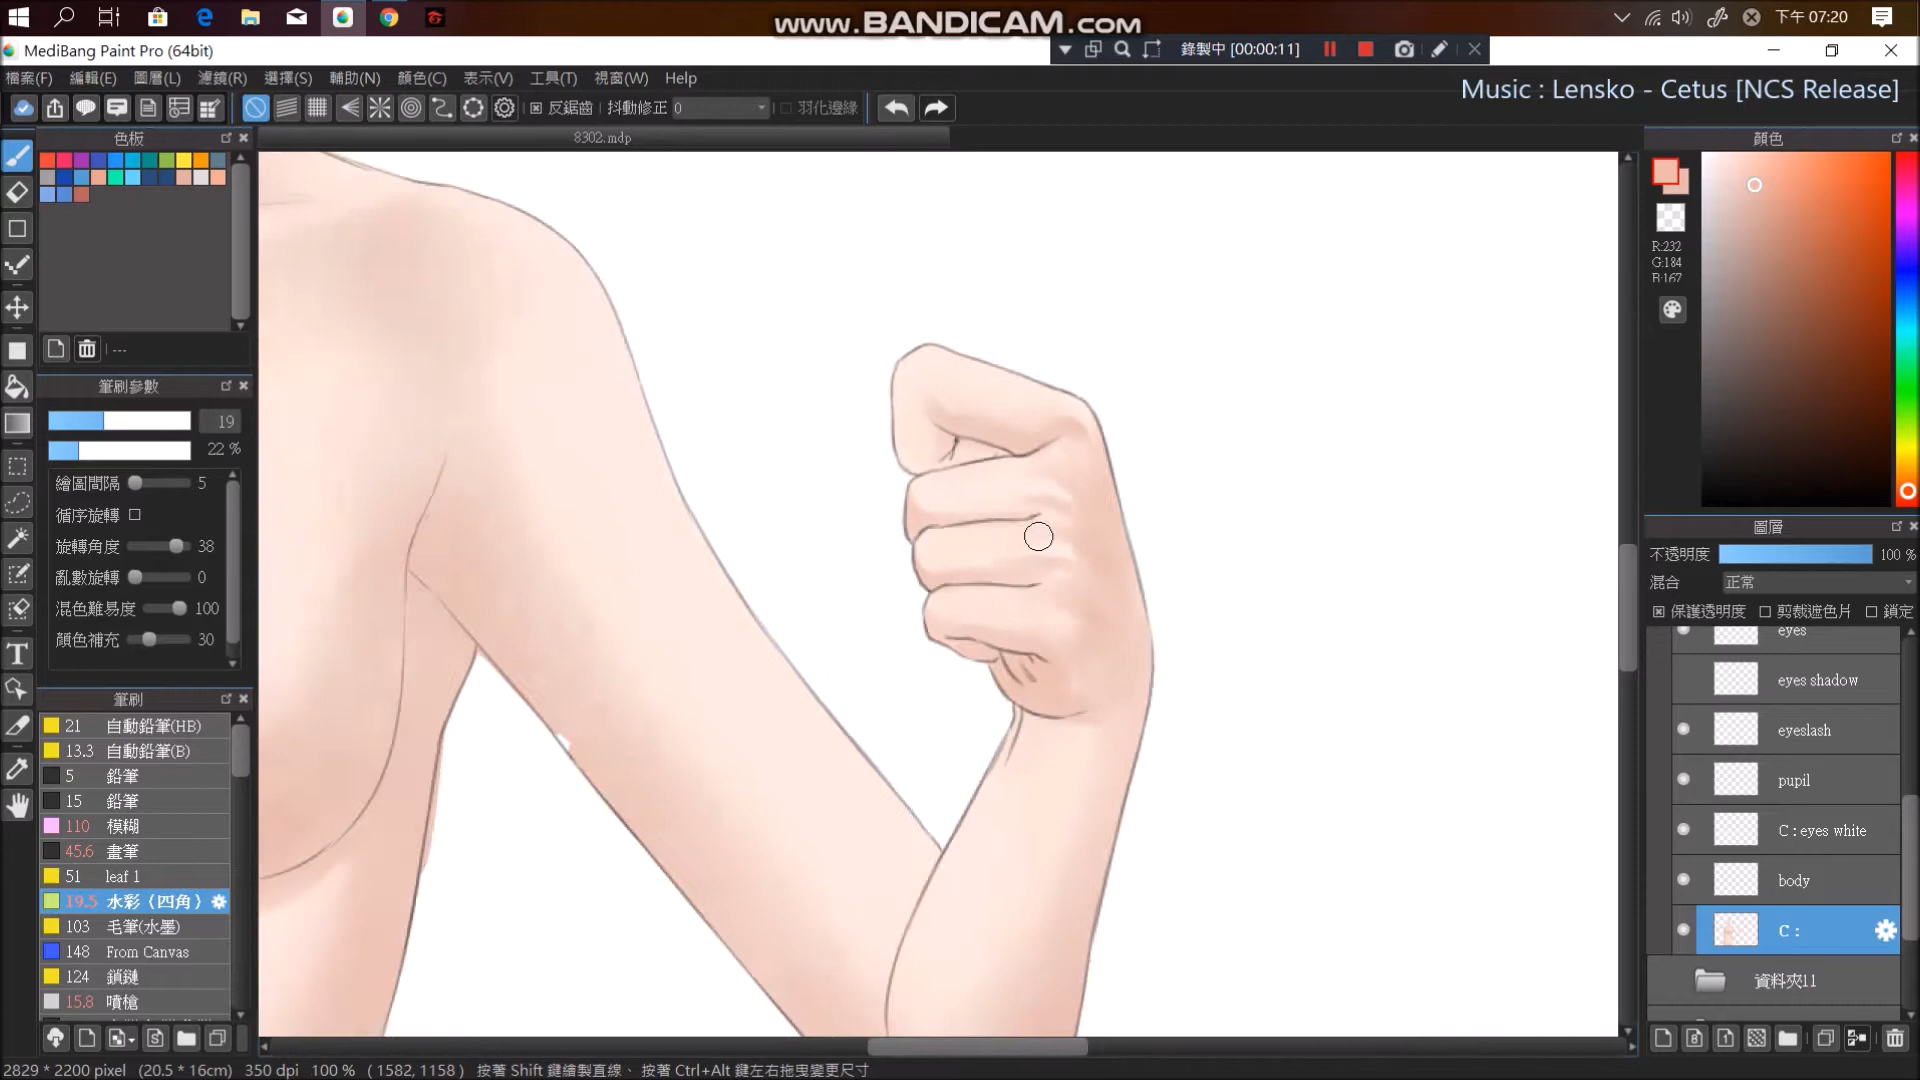 www.BANDICAM.com
下午 07:20
MediBang Paint Pro (64bit)
錄製中 [00:00:11]
檔案(F) 編輯(E) 圖層(L) 濾鏡(R) 選擇(S) 輔助(N) 顏色(C) 表示(V) 工具(T) 視窗(W) Help
Music : Lensko - Cetus [NCS Release]
反鋸齒 抖動修正 0 羽化邊緣
色板
8302.mdp
顏色
R:232
G:184
B:167
---
筆刷參數
19
22 %
繪圖間隔 5
循序旋轉
旋轉角度 38
亂數旋轉 0
混色難易度 100
顏色補充 30
圖層
不透明度 100 %
混合 正常
保護透明度 剪裁遮色片 鎖定
eyes
eyes shadow
eyeslash
pupil
C : eyes white
body
C :
資料夾11
筆刷
21 自動鉛筆(HB)
13.3 自動鉛筆(B)
5 鉛筆
15 鉛筆
110 模糊
45.6 畫筆
51 leaf 1
19.5 水彩（四角）
103 毛筆(水墨)
148 From Canvas
124 鎖鏈
15.8 噴槍
2829 * 2200 pixel (20.5 * 16cm) 350 dpi 100 % ( 1582, 1158 ) 按著 Shift 鍵繪製直線、 按著 Ctrl+Alt 鍵左右拖曳變更尺寸